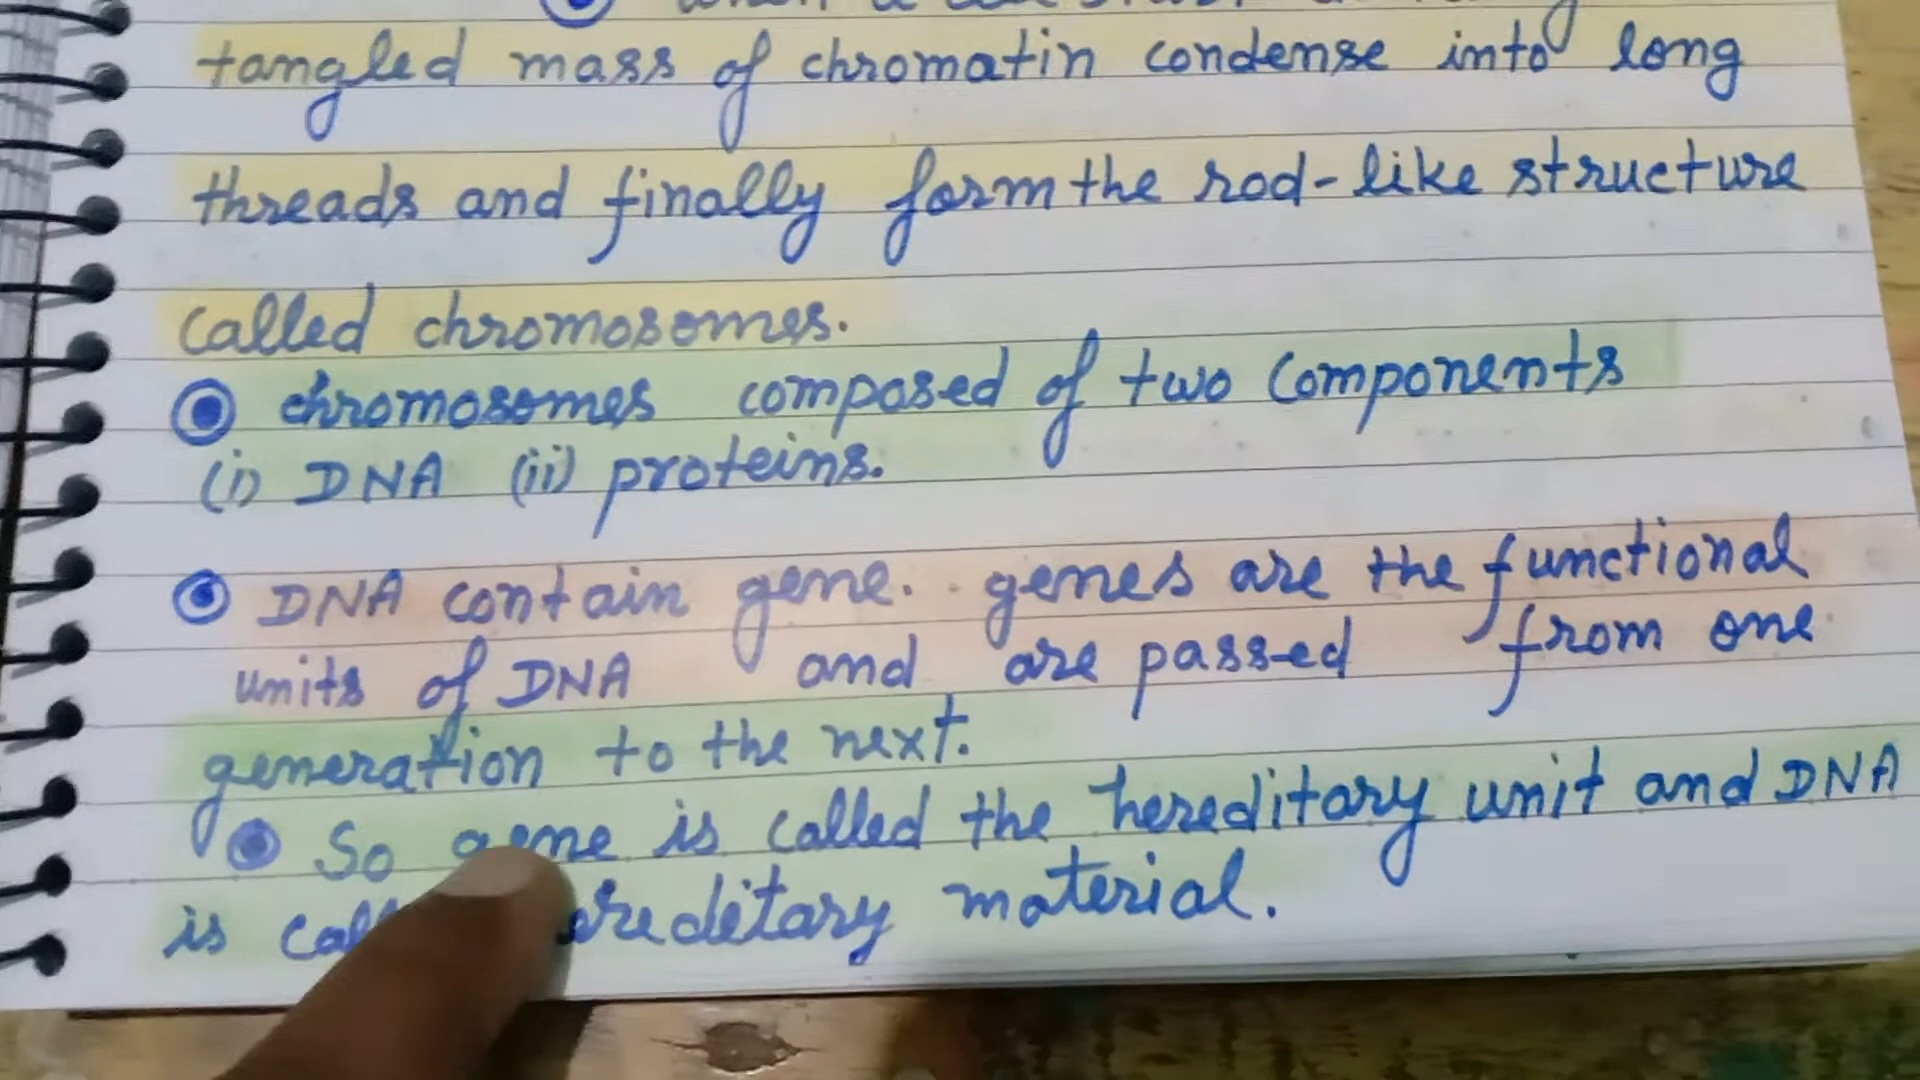 tangled mass of chromatin condense into long
threads and finally form the rod-like structure
called chromosomes.
chromosomes composed of two components
(i) DNA (ii) proteins.
DNA contain gene. genes are the functional
units of DNA and are passed from one
generation to the next.
So gene is called the hereditary unit and DNA
is material.